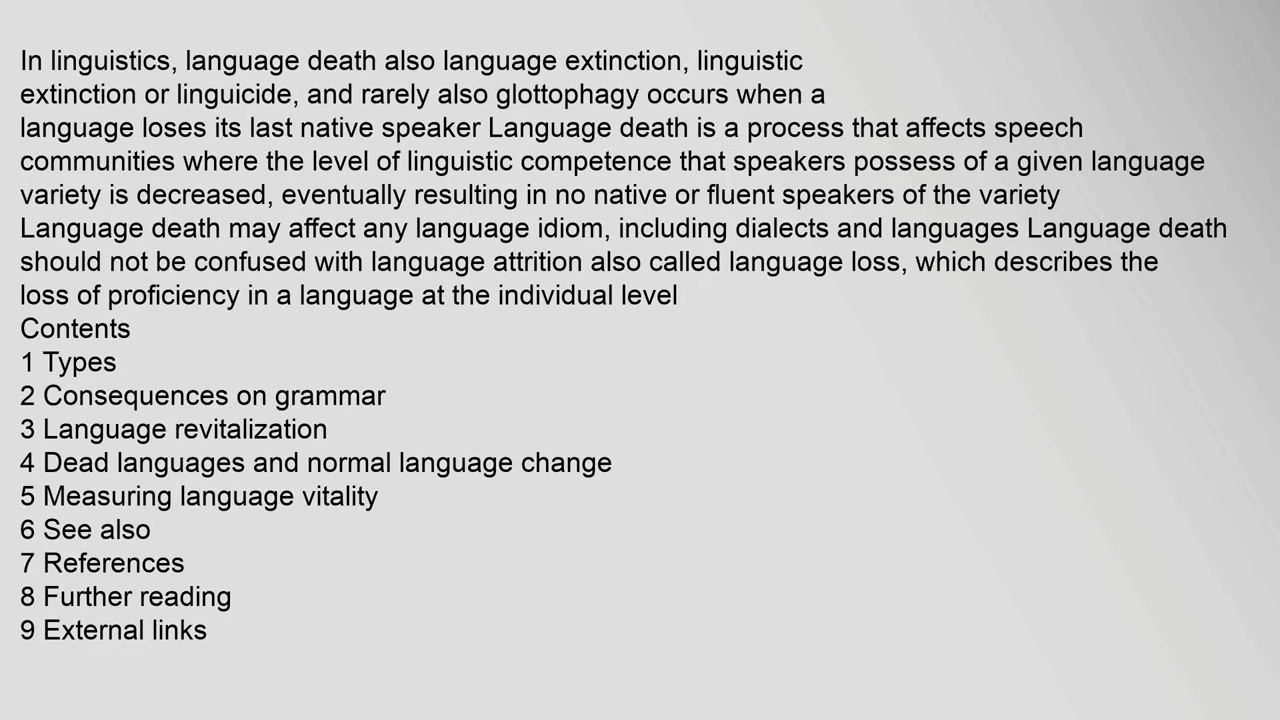 In linguistics, language death also language extinction, linguistic
extinction or linguicide, and rarely also glottophagy occurs when a
language loses its last native speaker Language death is a process that affects speech
communities where the level of linguistic competence that speakers possess of a given language
variety is decreased, eventually resulting in no native or fluent speakers of the variety
Language death may affect any language idiom, including dialects and languages Language death
should not be confused with language attrition also called language loss, which describes the
loss of proficiency in a language at the individual level
Contents
1 Types
2 Consequences on grammar
3 Language revitalization
4 Dead languages and normal language change
5 Measuring language vitality
6 See also
7 References
8 Further reading
9 External links